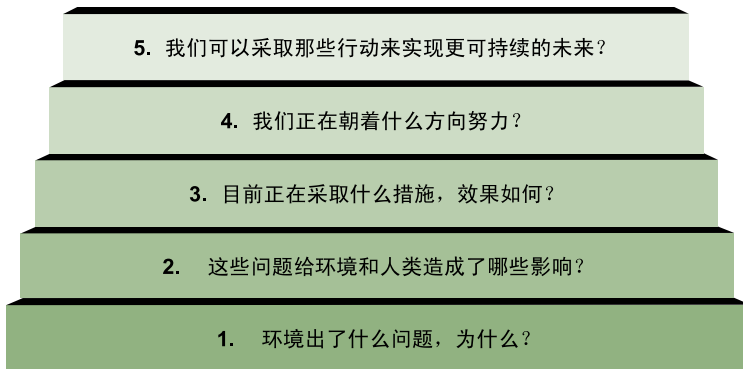 5. 我们可以采取那些行动来实现更可持续的未来？
4. 我们正在朝着什么方向努力？
3. 目前正在采取什么措施，效果如何？
2. 这些问题给环境和人类造成了哪些影响？
1. 环境出了什么问题，为什么？